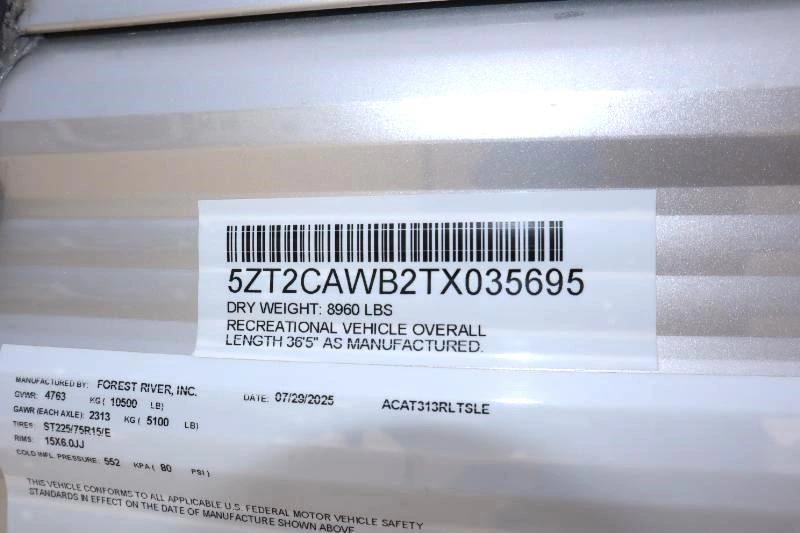 5ZT2CAWB2TX035695
DRY WEIGHT: 8960 LBS
RECREATIONAL VEHICLE OVERALL
LENGTH 36'5" AS MANUFACTURED.
MANUFACTURED BY: FOREST RIVER, INC.
DATE: 07/29/2025 ACAT313RLTSLE
GVWR: 4763 KG ( 10500 LB)
GAWR (EACH AXLE): 2313 KG ( 5100 LB)
TIRES: ST225/75R15/E
RIMS: 15X6.0JJ
COLD INFL. PRESSURE: 552 KPA ( 80 PSI)
THIS VEHICLE CONFORMS TO ALL APPLICABLE U.S. FEDERAL MOTOR VEHICLE SAFETY
STANDARDS IN EFFECT ON THE DATE OF MANUFACTURE SHOWN ABOVE